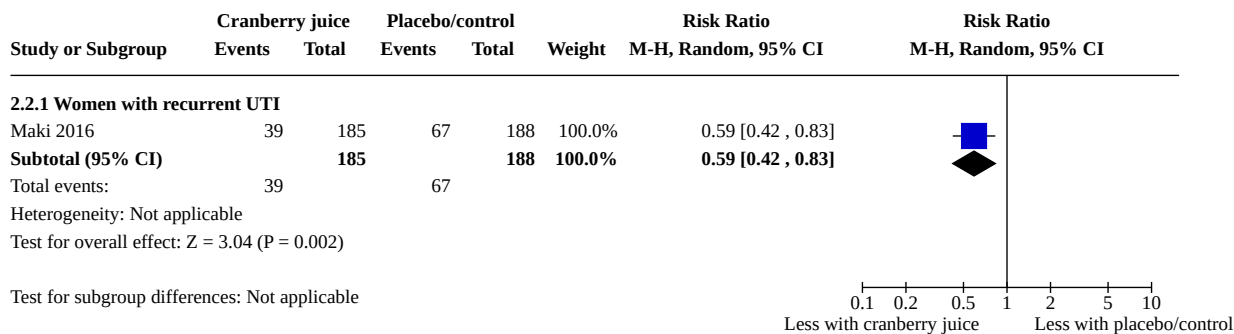 Cranberry juice Placebo/control Risk Ratio Risk Ratio
Study or Subgroup Events Total Events Total Weight M-H, Random, 95% CI M-H, Random, 95% CI
2.2.1 Women with recurrent UTI
Maki 2016 39 185 67 188 100.0% 0.59 [0.42 , 0.83]
Subtotal (95% CI) 185 188 100.0% 0.59 [0.42 , 0.83]
Total events: 39 67
Heterogeneity: Not applicable
Test for overall effect: Z = 3.04 (P = 0.002)
Test for subgroup differences: Not applicable
0.1 0.2 0.5 1 2 5 10
Less with cranberry juice Less with placebo/control